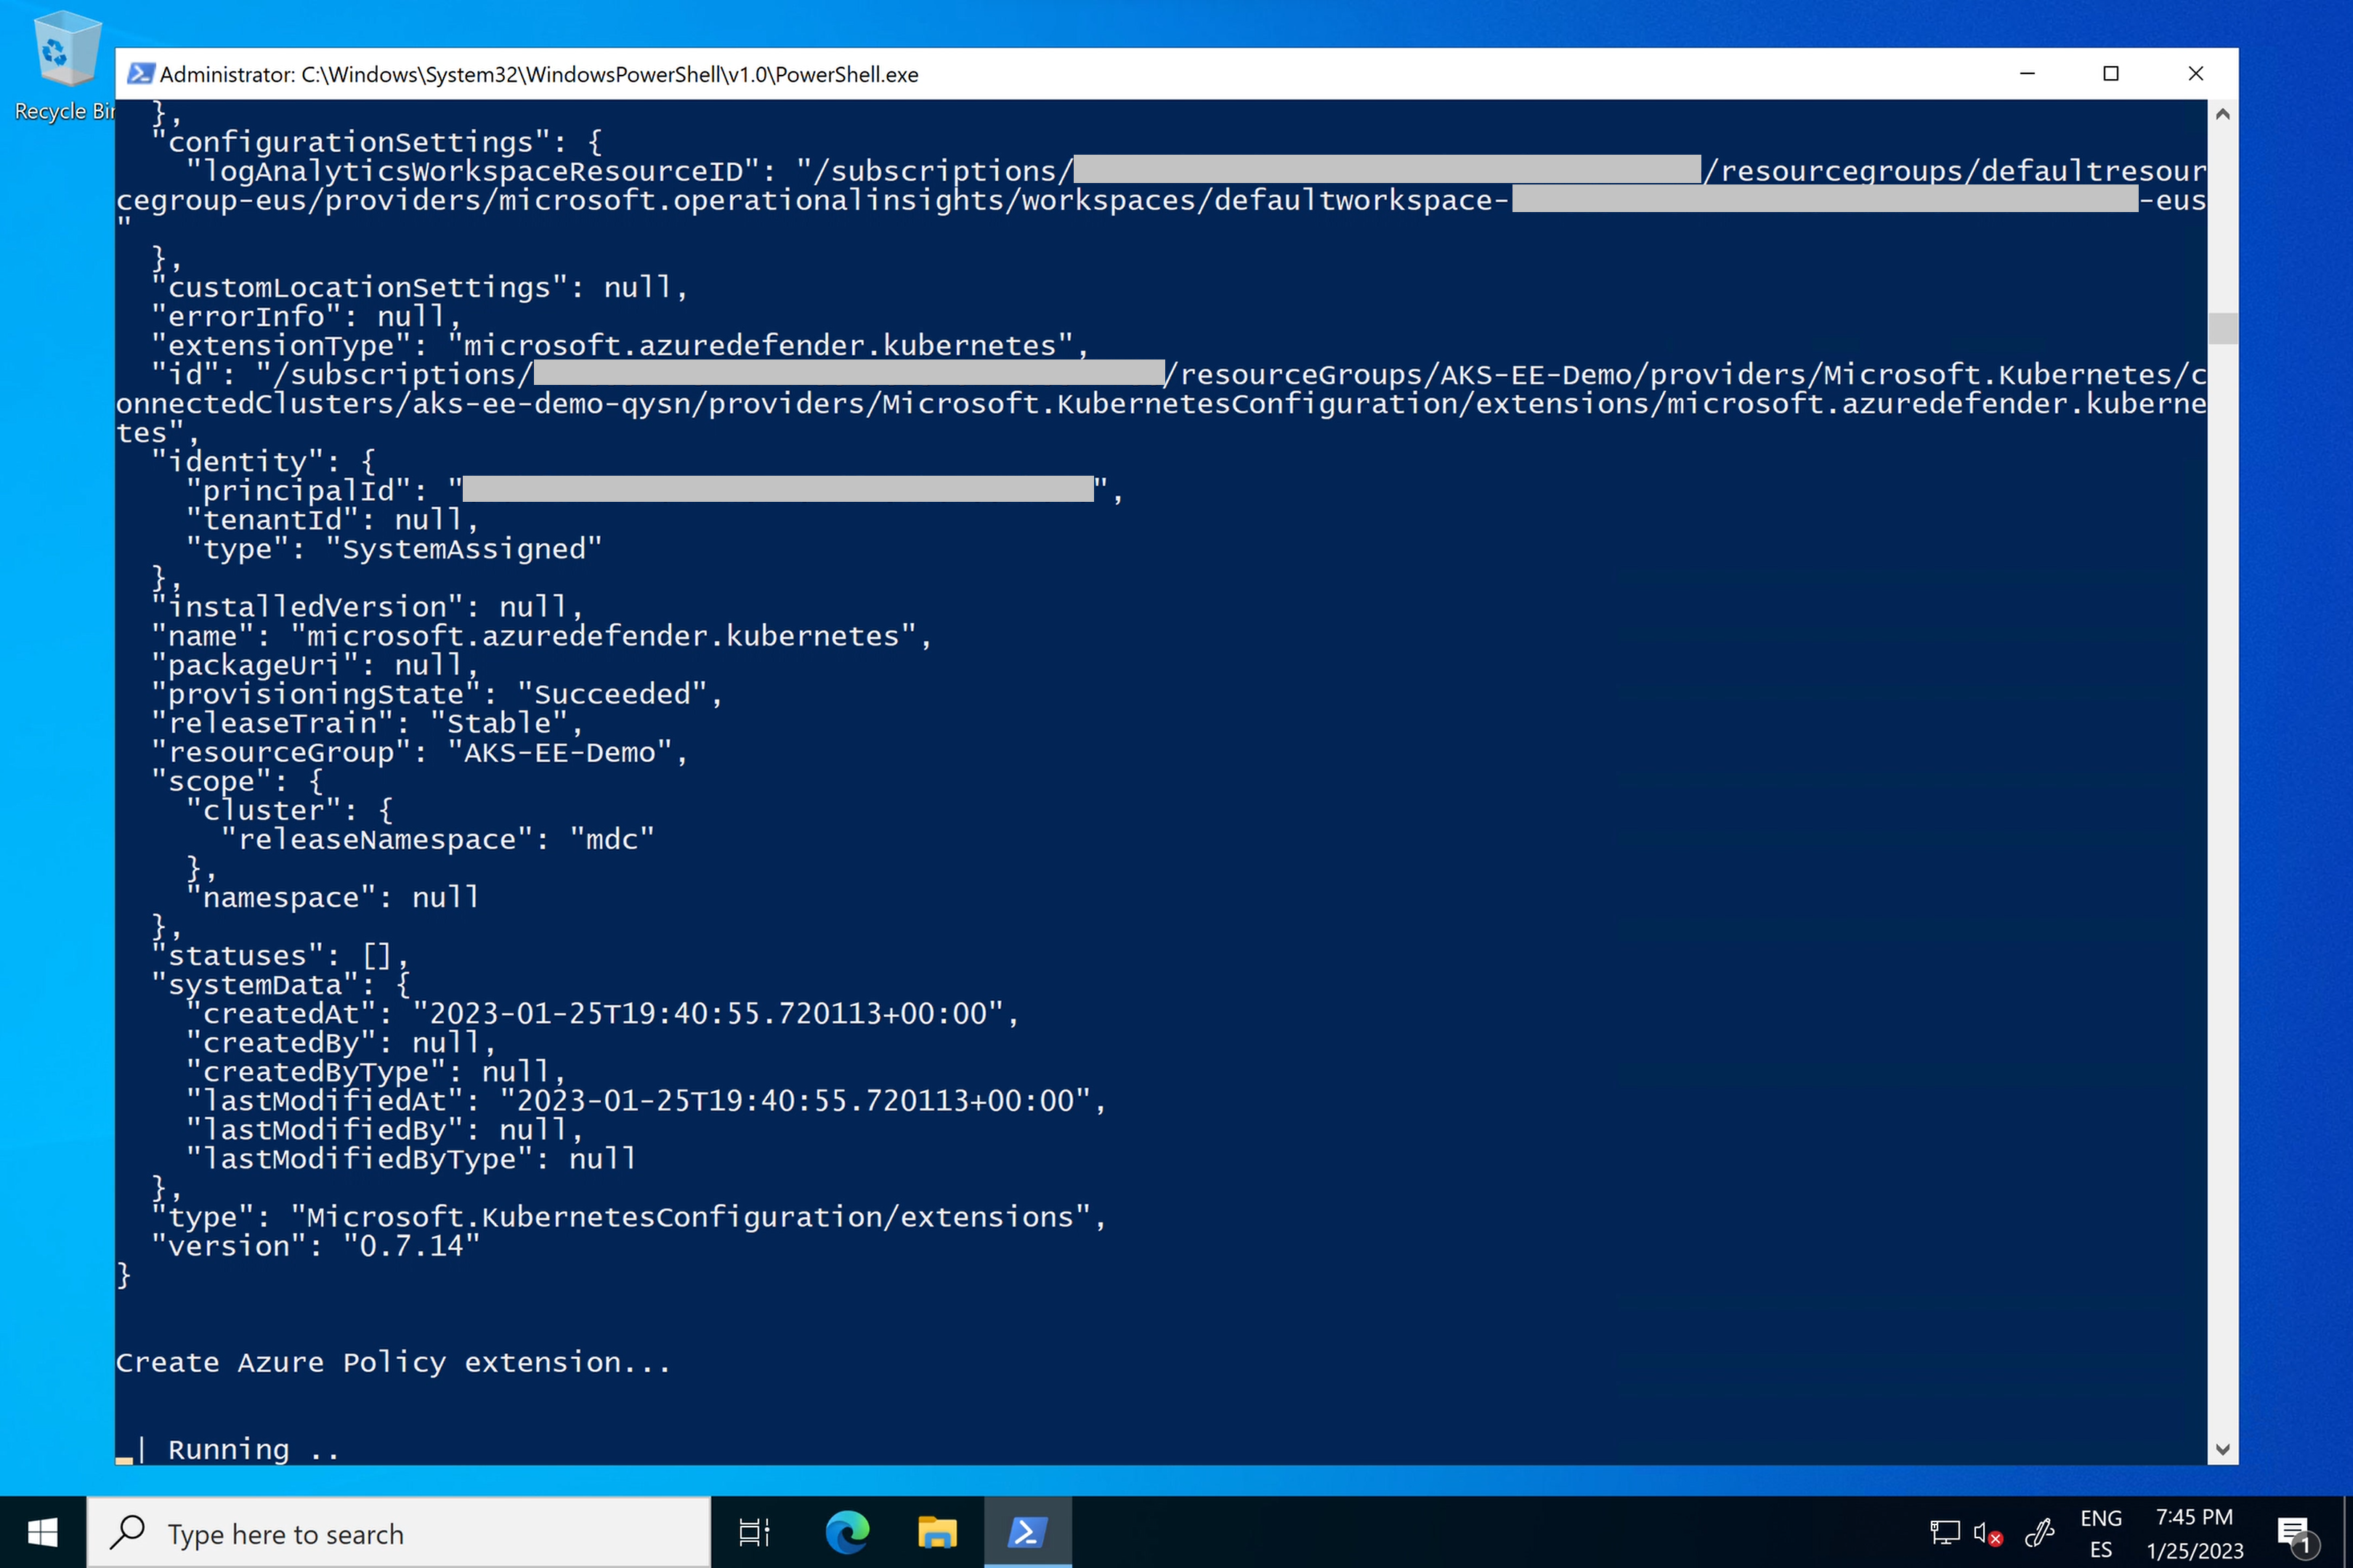 Recycle Bin
Administrator: C:\Windows\System32\WindowsPowerShell\v1.0\PowerShell.exe
},
"configurationSettings": {
"logAnalyticsWorkspaceResourceID": "/subscriptions/ /resourcegroups/defaultresour
cegroup-eus/providers/microsoft.operationalinsights/workspaces/defaultworkspace- -eus
"
},
"customLocationSettings": null,
"errorInfo": null,
"extensionType": "microsoft.azuredefender.kubernetes",
"id": "/subscriptions/ /resourceGroups/AKS-EE-Demo/providers/Microsoft.Kubernetes/c
onnectedClusters/aks-ee-demo-qysn/providers/Microsoft.KubernetesConfiguration/extensions/microsoft.azuredefender.kuberne
tes",
"identity": {
"principalId": " ",
"tenantId": null,
"type": "SystemAssigned"
},
"installedVersion": null,
"name": "microsoft.azuredefender.kubernetes",
"packageUri": null,
"provisioningState": "Succeeded",
"releaseTrain": "Stable",
"resourceGroup": "AKS-EE-Demo",
"scope": {
"cluster": {
"releaseNamespace": "mdc"
},
"namespace": null
},
"statuses": [],
"systemData": {
"createdAt": "2023-01-25T19:40:55.720113+00:00",
"createdBy": null,
"createdByType": null,
"lastModifiedAt": "2023-01-25T19:40:55.720113+00:00",
"lastModifiedBy": null,
"lastModifiedByType": null
},
"type": "Microsoft.KubernetesConfiguration/extensions",
"version": "0.7.14"
}
Create Azure Policy extension...
| Running ..
Type here to search
ENG
ES
7:45 PM
1/25/2023
1